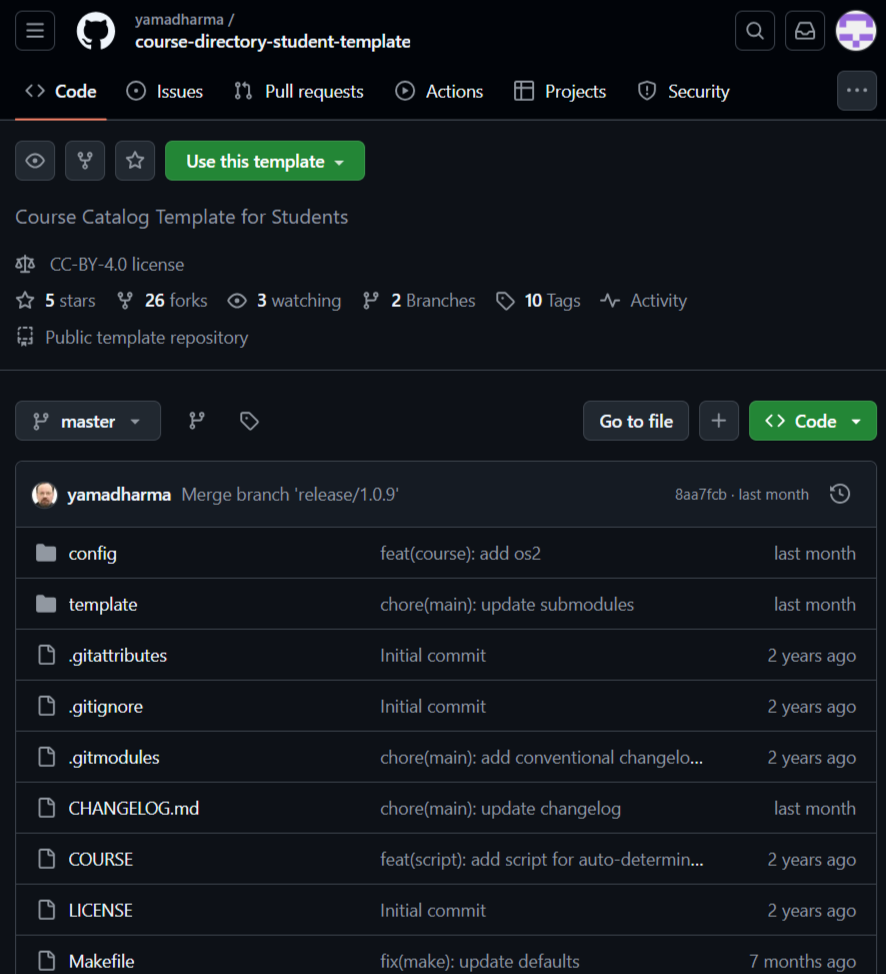 yamadharma /
course-directory-student-template
Code Issues Pull requests Actions Projects Security
Use this template
Course Catalog Template for Students
CC-BY-4.0 license
5 stars 26 forks 3 watching 2 Branches 10 Tags Activity
Public template repository
master Go to file Code
yamadharma Merge branch 'release/1.0.9' 8aa7fcb · last month
config feat(course): add os2 last month
template chore(main): update submodules last month
.gitattributes Initial commit 2 years ago
.gitignore Initial commit 2 years ago
.gitmodules chore(main): add conventional changelo... 2 years ago
CHANGELOG.md chore(main): update changelog last month
COURSE feat(script): add script for auto-determin... 2 years ago
LICENSE Initial commit 2 years ago
Makefile fix(make): update defaults 7 months ago